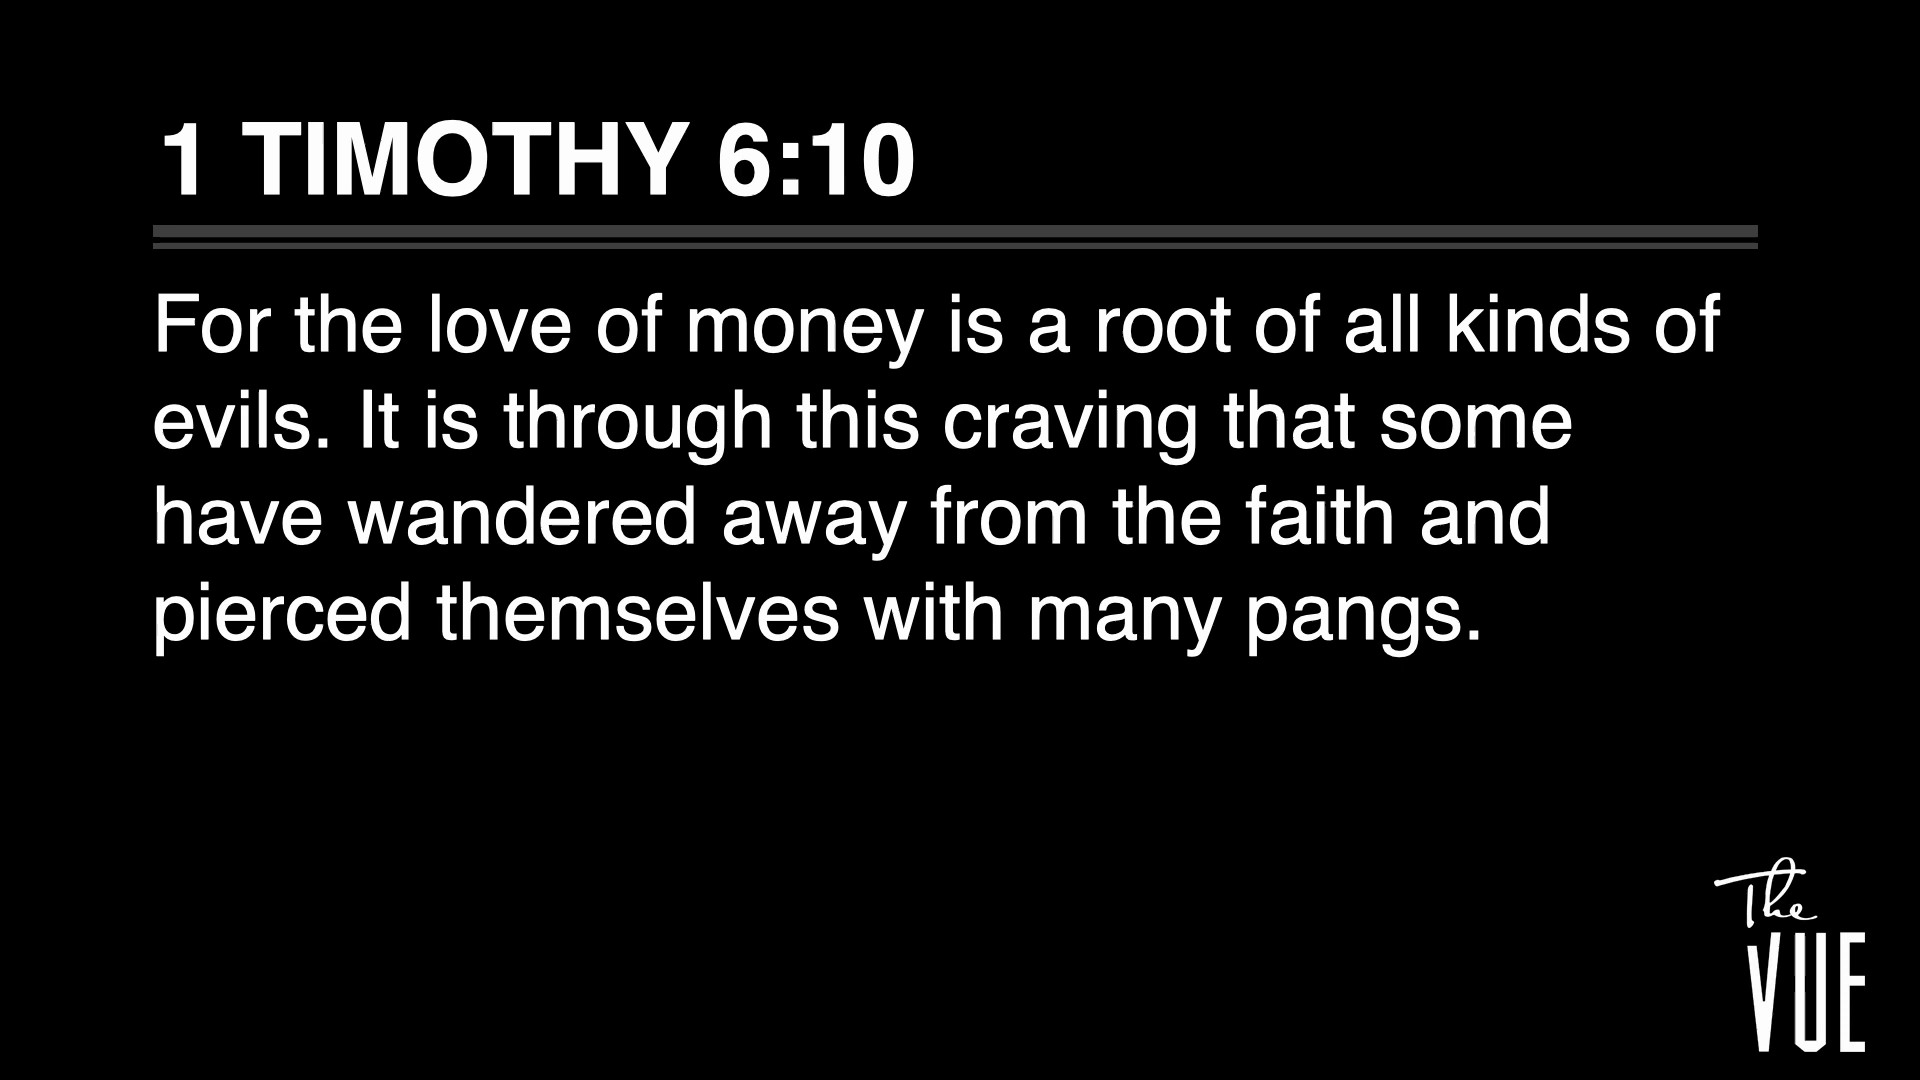 1 TIMOTHY 6:10
For the love of money is a root of all kinds of
evils. It is through this craving that some
have wandered away from the faith and
pierced themselves with many pangs.
The
VUE